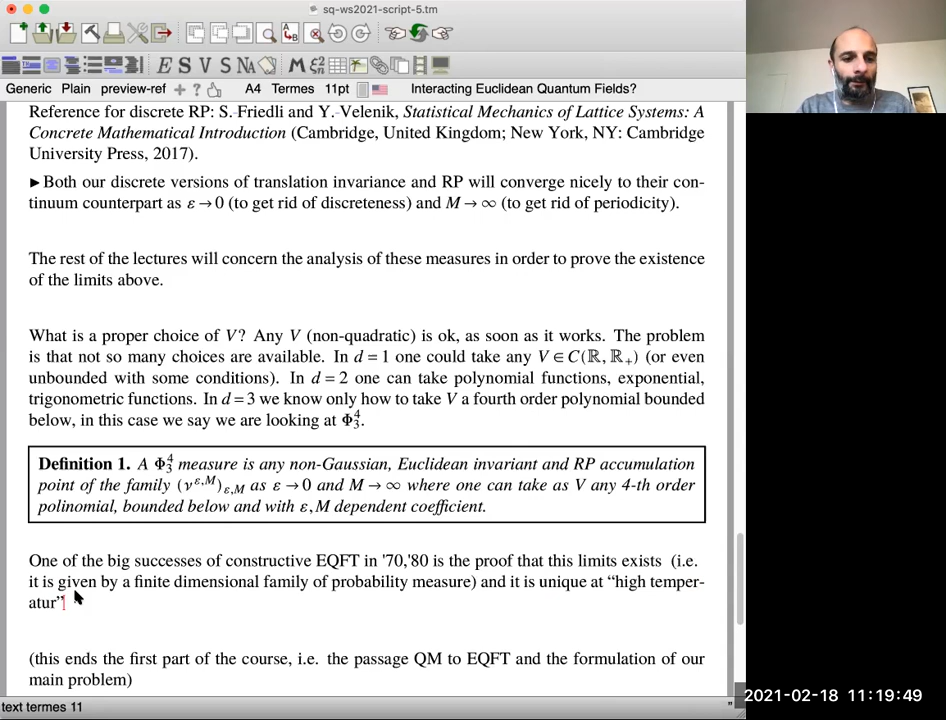 sq-ws2021-script-5.tm
E S V S NA
M
Generic Plain preview-ref + ? A4 Termes 11pt Interacting Euclidean Quantum Fields?
Reference for discrete RP: S. Friedli and Y. Velenik, Statistical Mechanics of Lattice Systems: A
Concrete Mathematical Introduction (Cambridge, United Kingdom; New York, NY: Cambridge
University Press, 2017).
►Both our discrete versions of translation invariance and RP will converge nicely to their con-
tinuum counterpart as ε → 0 (to get rid of discreteness) and M → ∞ (to get rid of periodicity).
The rest of the lectures will concern the analysis of these measures in order to prove the existence
of the limits above.
What is a proper choice of V? Any V (non-quadratic) is ok, as soon as it works. The problem
is that not so many choices are available. In d = 1 one could take any V ∈ C(ℝ, ℝ₊) (or even
unbounded with some conditions). In d = 2 one can take polynomial functions, exponential,
trigonometric functions. In d = 3 we know only how to take V a fourth order polynomial bounded
below, in this case we say we are looking at Φ⁴₃.
Definition 1. A Φ⁴₃ measure is any non-Gaussian, Euclidean invariant and RP accumulation
point of the family (ν^{ε,M})_{ε,M} as ε → 0 and M → ∞ where one can take as V any 4-th order
polinomial, bounded below and with ε, M dependent coefficient.
One of the big successes of constructive EQFT in '70,'80 is the proof that this limits exists (i.e.
it is given by a finite dimensional family of probability measure) and it is unique at “high temper-
atur”
(this ends the first part of the course, i.e. the passage QM to EQFT and the formulation of our
main problem)
text termes 11
"
2021-02-18 11:19:49